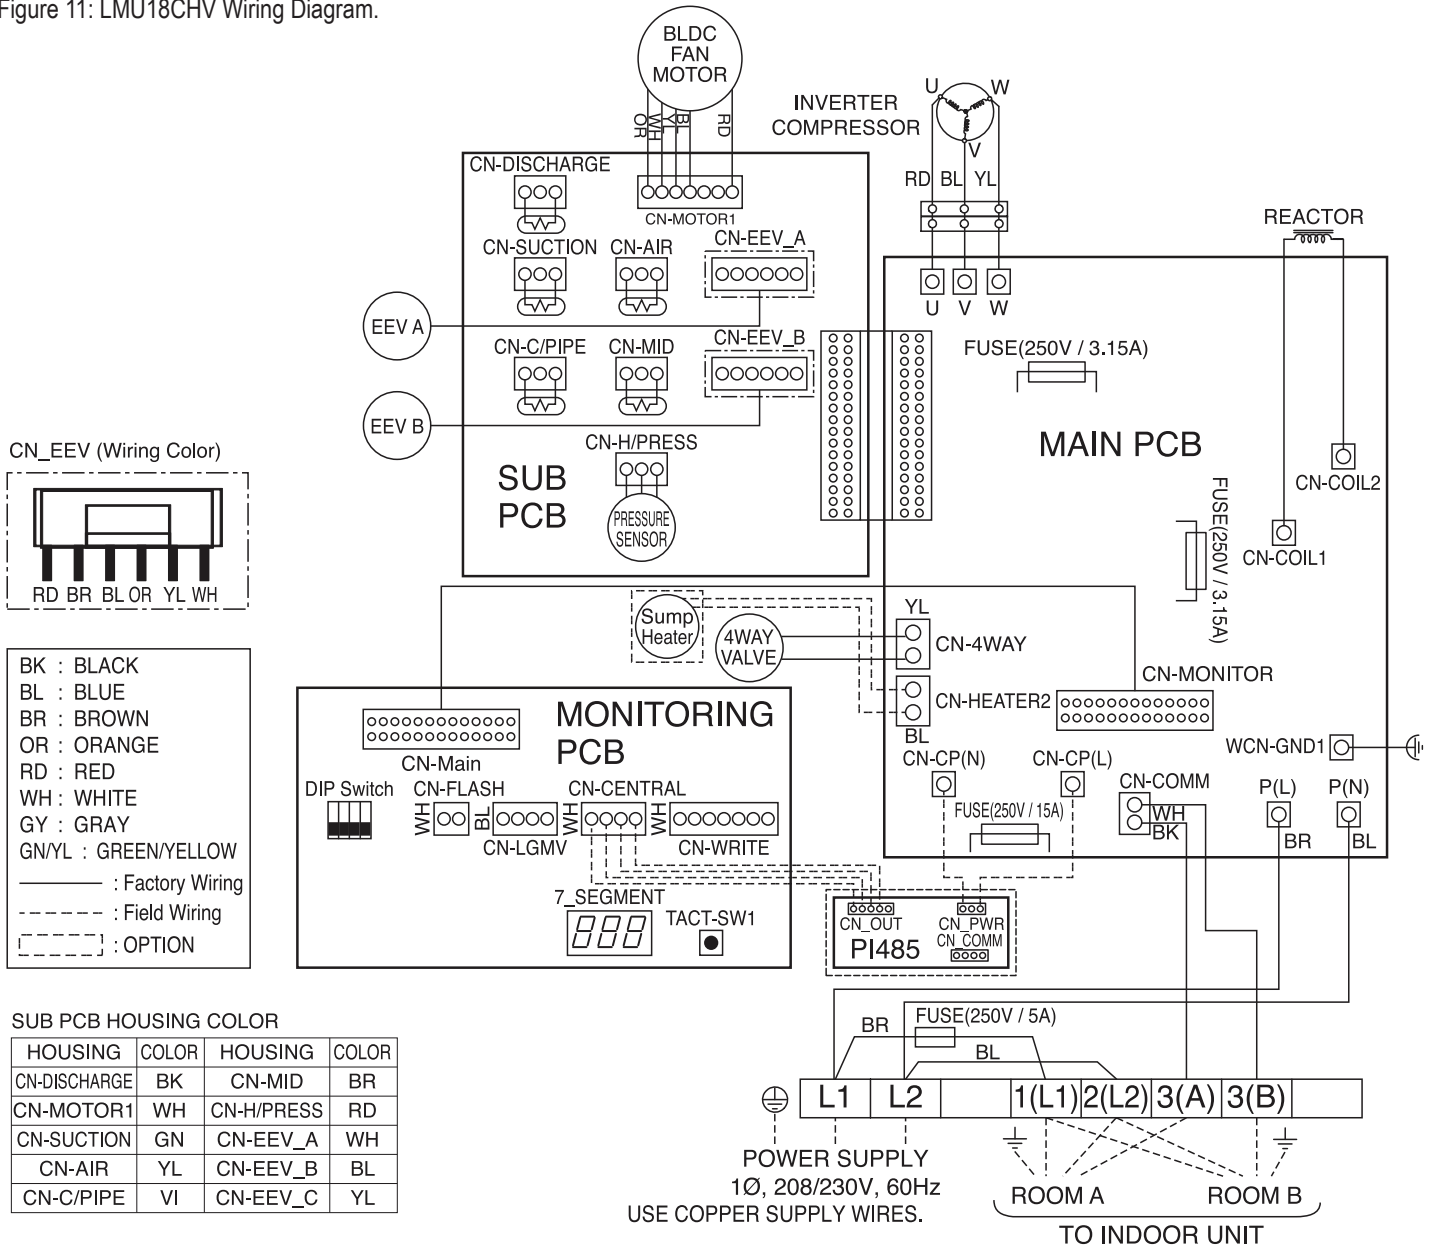 Figure 11: LMU18CHV Wiring Diagram.
BLDC
FAN
MOTOR
OR
WH
YL
BL
RD
INVERTER
COMPRESSOR
U
W
V
RD
BL
YL
REACTOR
CN-DISCHARGE
CN-MOTOR1
CN-SUCTION
CN-AIR
CN-EEV_A
EEV A
U
V
W
CN-C/PIPE
CN-MID
CN-EEV_B
EEV B
FUSE(250V / 3.15A)
CN-H/PRESS
SUB
PCB
PRESSURE
SENSOR
MAIN PCB
CN-COIL2
CN-COIL1
FUSE(250V / 3.15A)
CN_EEV (Wiring Color)
RD BR BL OR YL WH
Sump
Heater
4WAY
VALVE
YL
CN-4WAY
CN-HEATER2
BL
CN-MONITOR
WCN-GND1
CN-CP(N)
CN-CP(L)
CN-COMM
WH
BK
P(L)
P(N)
BR
BL
FUSE(250V / 15A)
BK : BLACK
BL : BLUE
BR : BROWN
OR : ORANGE
RD : RED
WH : WHITE
GY : GRAY
GN/YL : GREEN/YELLOW
: Factory Wiring
: Field Wiring
: OPTION
MONITORING
PCB
CN-Main
DIP Switch
CN-FLASH
CN-CENTRAL
WH
BL
WH
WH
CN-LGMV
CN-WRITE
7_SEGMENT
TACT-SW1
CN_OUT
CN_PWR
CN_COMM
PI485
SUB PCB HOUSING COLOR
HOUSING COLOR HOUSING COLOR
CN-DISCHARGE BK CN-MID BR
CN-MOTOR1 WH CN-H/PRESS RD
CN-SUCTION GN CN-EEV_A WH
CN-AIR YL CN-EEV_B BL
CN-C/PIPE VI CN-EEV_C YL
BR
FUSE(250V / 5A)
BL
L1 L2 1(L1) 2(L2) 3(A) 3(B)
POWER SUPPLY
1Ø, 208/230V, 60Hz
USE COPPER SUPPLY WIRES.
ROOM A
ROOM B
TO INDOOR UNIT